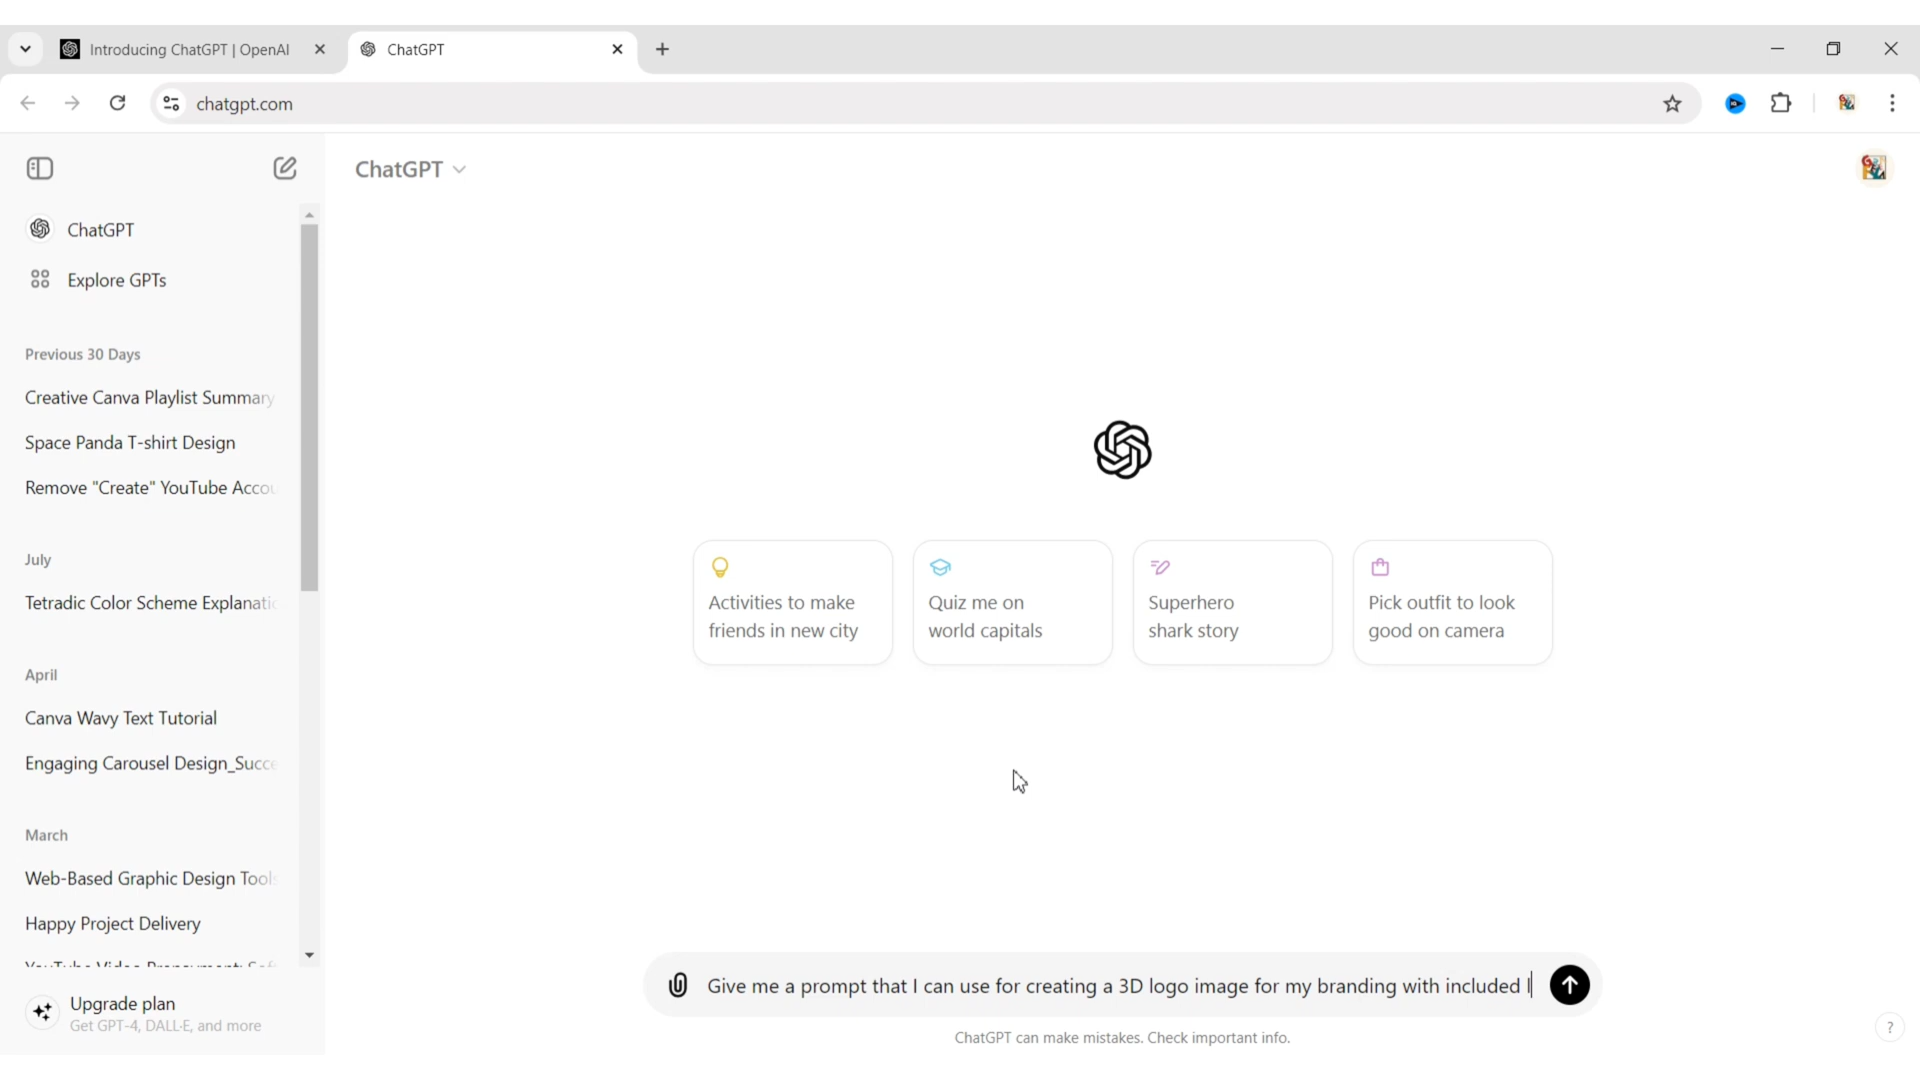 Introducing ChatGPT | OpenAI
ChatGPT
chatgpt.com
ChatGPT
ChatGPT
Explore GPTs
Previous 30 Days
Creative Canva Playlist Summary
Space Panda T-shirt Design
Remove "Create" YouTube Accou
July
Tetradic Color Scheme Explanatic
April
Canva Wavy Text Tutorial
Engaging Carousel Design_Succe
March
Web-Based Graphic Design Tools
Happy Project Delivery
Upgrade plan
Get GPT-4, DALL·E, and more
Activities to make
friends in new city
Quiz me on
world capitals
Superhero
shark story
Pick outfit to look
good on camera
Give me a prompt that I can use for creating a 3D logo image for my branding with included l
ChatGPT can make mistakes. Check important info.
?